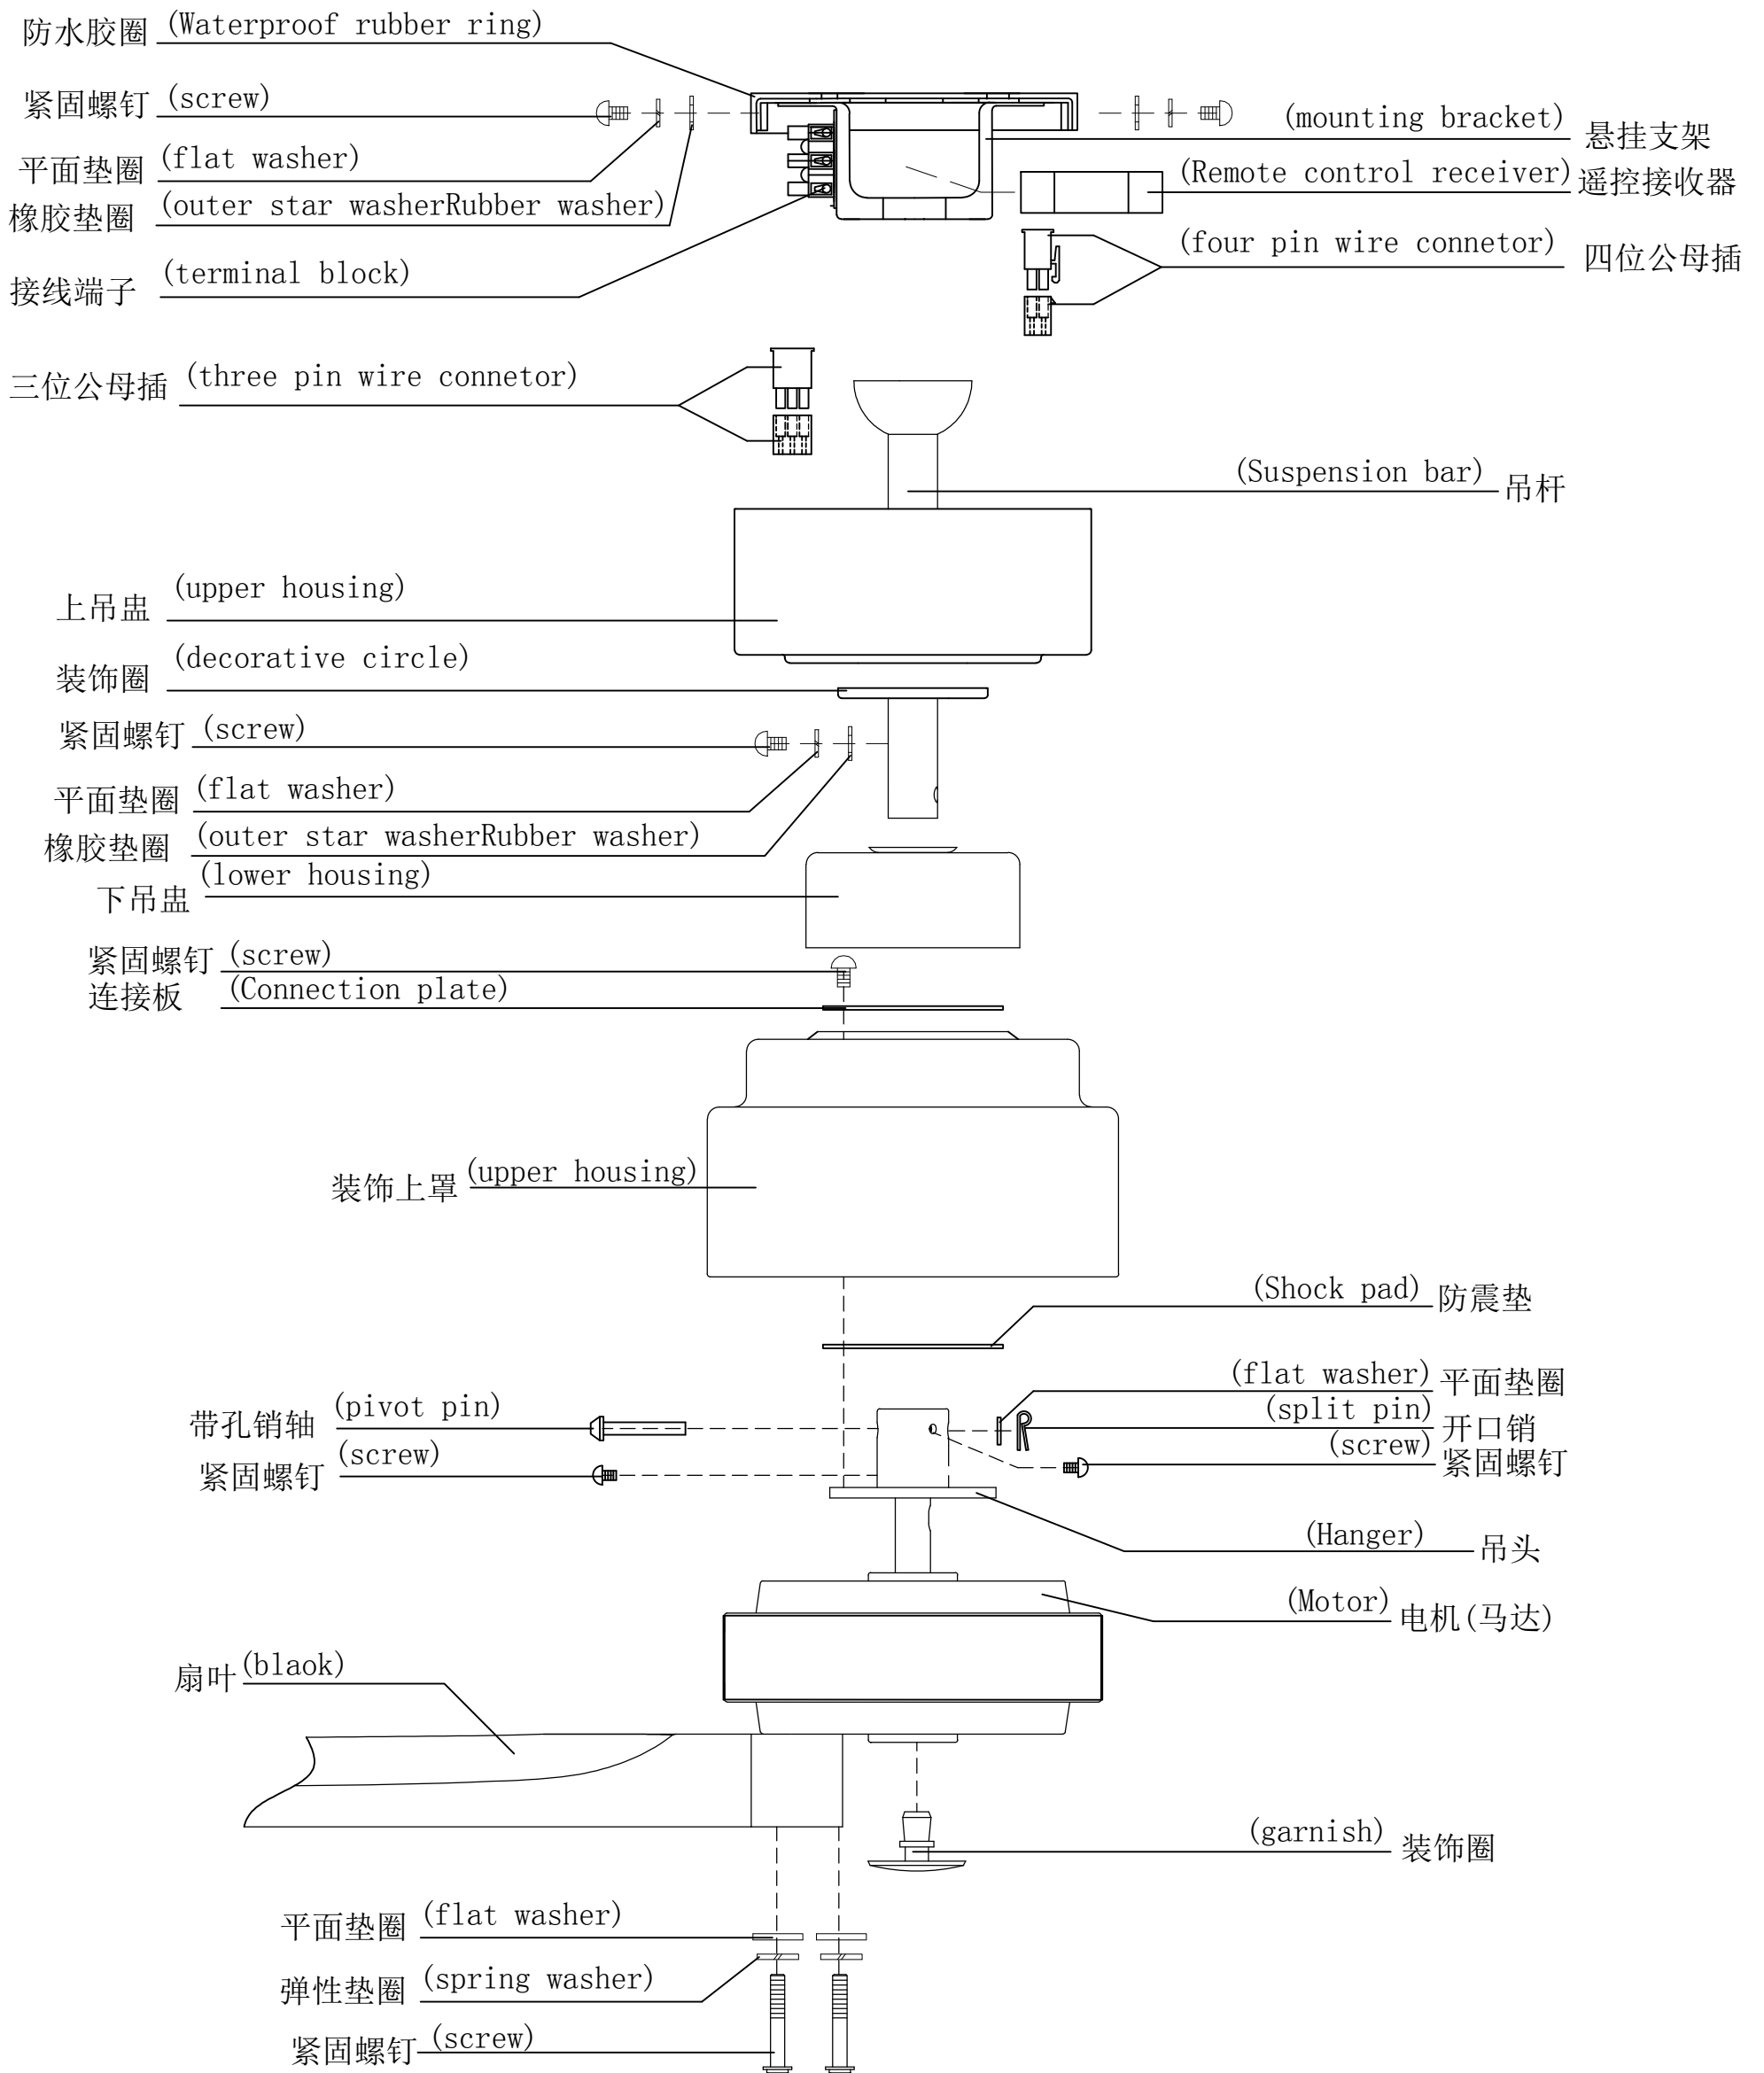 防水胶圈 (Waterproof rubber ring)
紧固螺钉 (screw)
(mounting bracket) 悬挂支架
平面垫圈 (flat washer)
(Remote control receiver) 遥控接收器
橡胶垫圈 (outer star washerRubber washer)
(four pin wire connetor) 四位公母插
接线端子 (terminal block)
三位公母插 (three pin wire connetor)
(Suspension bar) 吊杆
上吊盅 (upper housing)
装饰圈 (decorative circle)
紧固螺钉 (screw)
平面垫圈 (flat washer)
橡胶垫圈 (outer star washerRubber washer)
下吊盅 (lower housing)
紧固螺钉 (screw)
连接板 (Connection plate)
装饰上罩 (upper housing)
(Shock pad) 防震垫
(flat washer) 平面垫圈
带孔销轴 (pivot pin)
(split pin) 开口销
紧固螺钉 (screw)
(screw) 紧固螺钉
(Hanger) 吊头
(Motor) 电机(马达)
扇叶 (blaok)
(garnish) 装饰圈
平面垫圈 (flat washer)
弹性垫圈 (spring washer)
紧固螺钉 (screw)